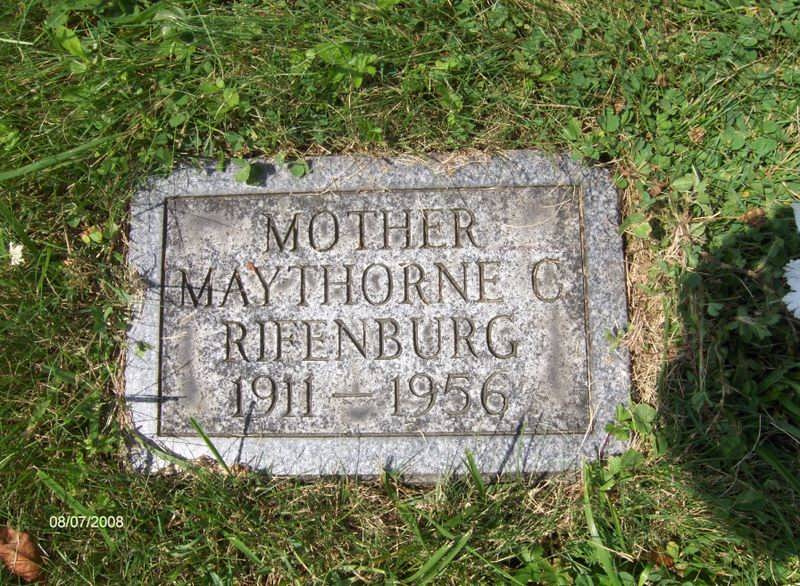 MOTHER
MAYTHORNE C
RIFENBURG
1911 — 1956
08/07/2008